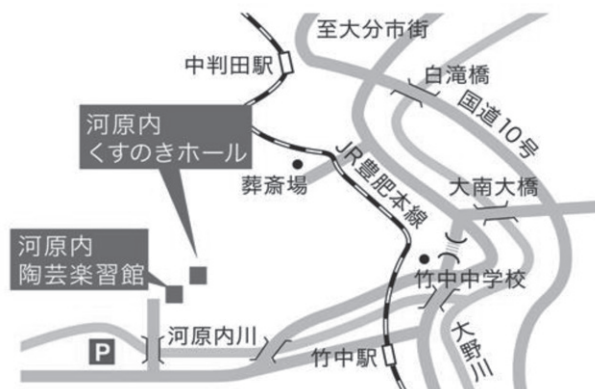 至大分市街
中判田駅
白滝橋
国道10号
河原内
くすのきホール
JR豊肥本線
葬斎場
大南大橋
河原内
陶芸楽習館
竹中中学校
河原内川
P
竹中駅
大野川